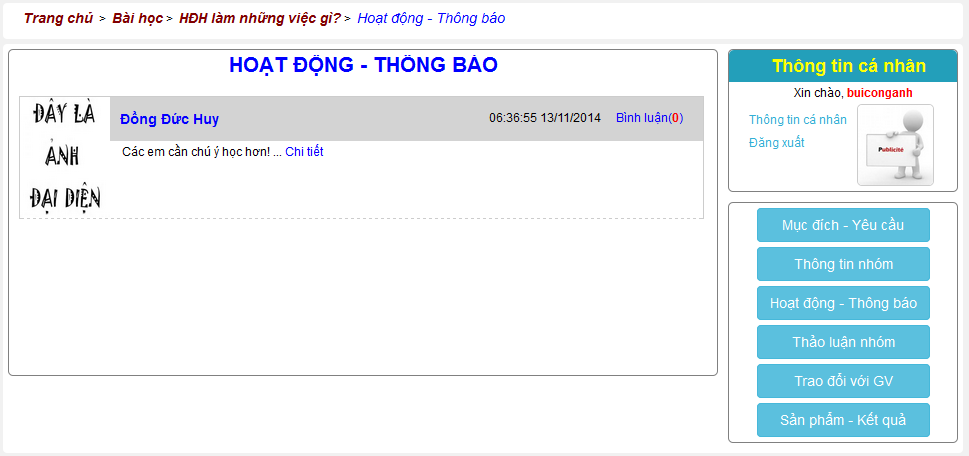 Trang chủ > Bài học > HĐH làm những việc gì? > Hoạt động - Thông báo
HOẠT ĐỘNG - THÔNG BÁO
ĐÂY LÀ
ẢNH
ĐẠI DIỆN
Đồng Đức Huy 06:36:55 13/11/2014 Bình luận(0)
Các em cần chú ý học hơn! ... Chi tiết
Thông tin cá nhân
Xin chào, buiconganh
Thông tin cá nhân
Đăng xuất
Publicité
Mục đích - Yêu cầu
Thông tin nhóm
Hoạt động - Thông báo
Thảo luận nhóm
Trao đổi với GV
Sản phẩm - Kết quả